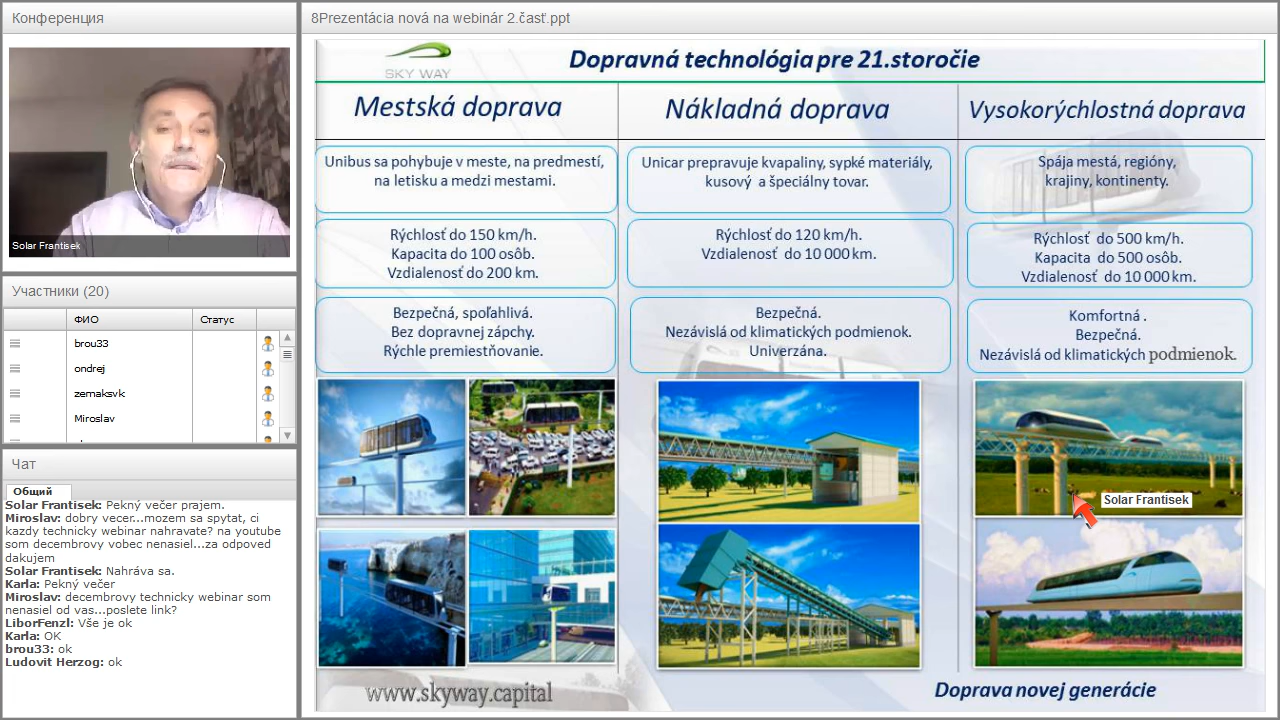 Конференция
Solar Frantisek
Участники (20)
ФИО
Статус
brou33
ondrej
zemaksvk
Miroslav
Чат
Общий
Solar Frantisek: Pekný večer prajem.
Miroslav: dobry vecer...mozem sa spytat, ci
kazdy technicky webinar nahravate? na youtube
som decembrovy vobec nenasiel...za odpoved
dakujem
Solar Frantisek: Nahráva sa.
Karla: Pekný večer
Miroslav: decembrovy technicky webinar som
nenasiel od vas...poslete link?
LiborFenzl: Vše je ok
Karla: OK
brou33: ok
Ludovit Herzog: ok
8Prezentácia nová na webinár 2.časť.ppt
SKY WAY
Dopravná technológia pre 21.storočie
Mestská doprava
Unibus sa pohybuje v meste, na predmestí,
na letisku a medzi mestami.
Rýchlosť do 150 km/h.
Kapacita do 100 osôb.
Vzdialenosť do 200 km.
Bezpečná, spoľahlivá.
Bez dopravnej zápchy.
Rýchle premiestňovanie.
Nákladná doprava
Unicar prepravuje kvapaliny, sypké materiály,
kusový a špeciálny tovar.
Rýchlosť do 120 km/h.
Vzdialenosť do 10 000 km.
Bezpečná.
Nezávislá od klimatických podmienok.
Univerzána.
Vysokorýchlostná doprava
Spája mestá, regióny,
krajiny, kontinenty.
Rýchlosť do 500 km/h.
Kapacita do 500 osôb.
Vzdialenosť do 10 000 km.
Komfortná .
Bezpečná.
Nezávislá od klimatických podmienok.
Solar Frantisek
www.skyway.capital
Doprava novej generácie